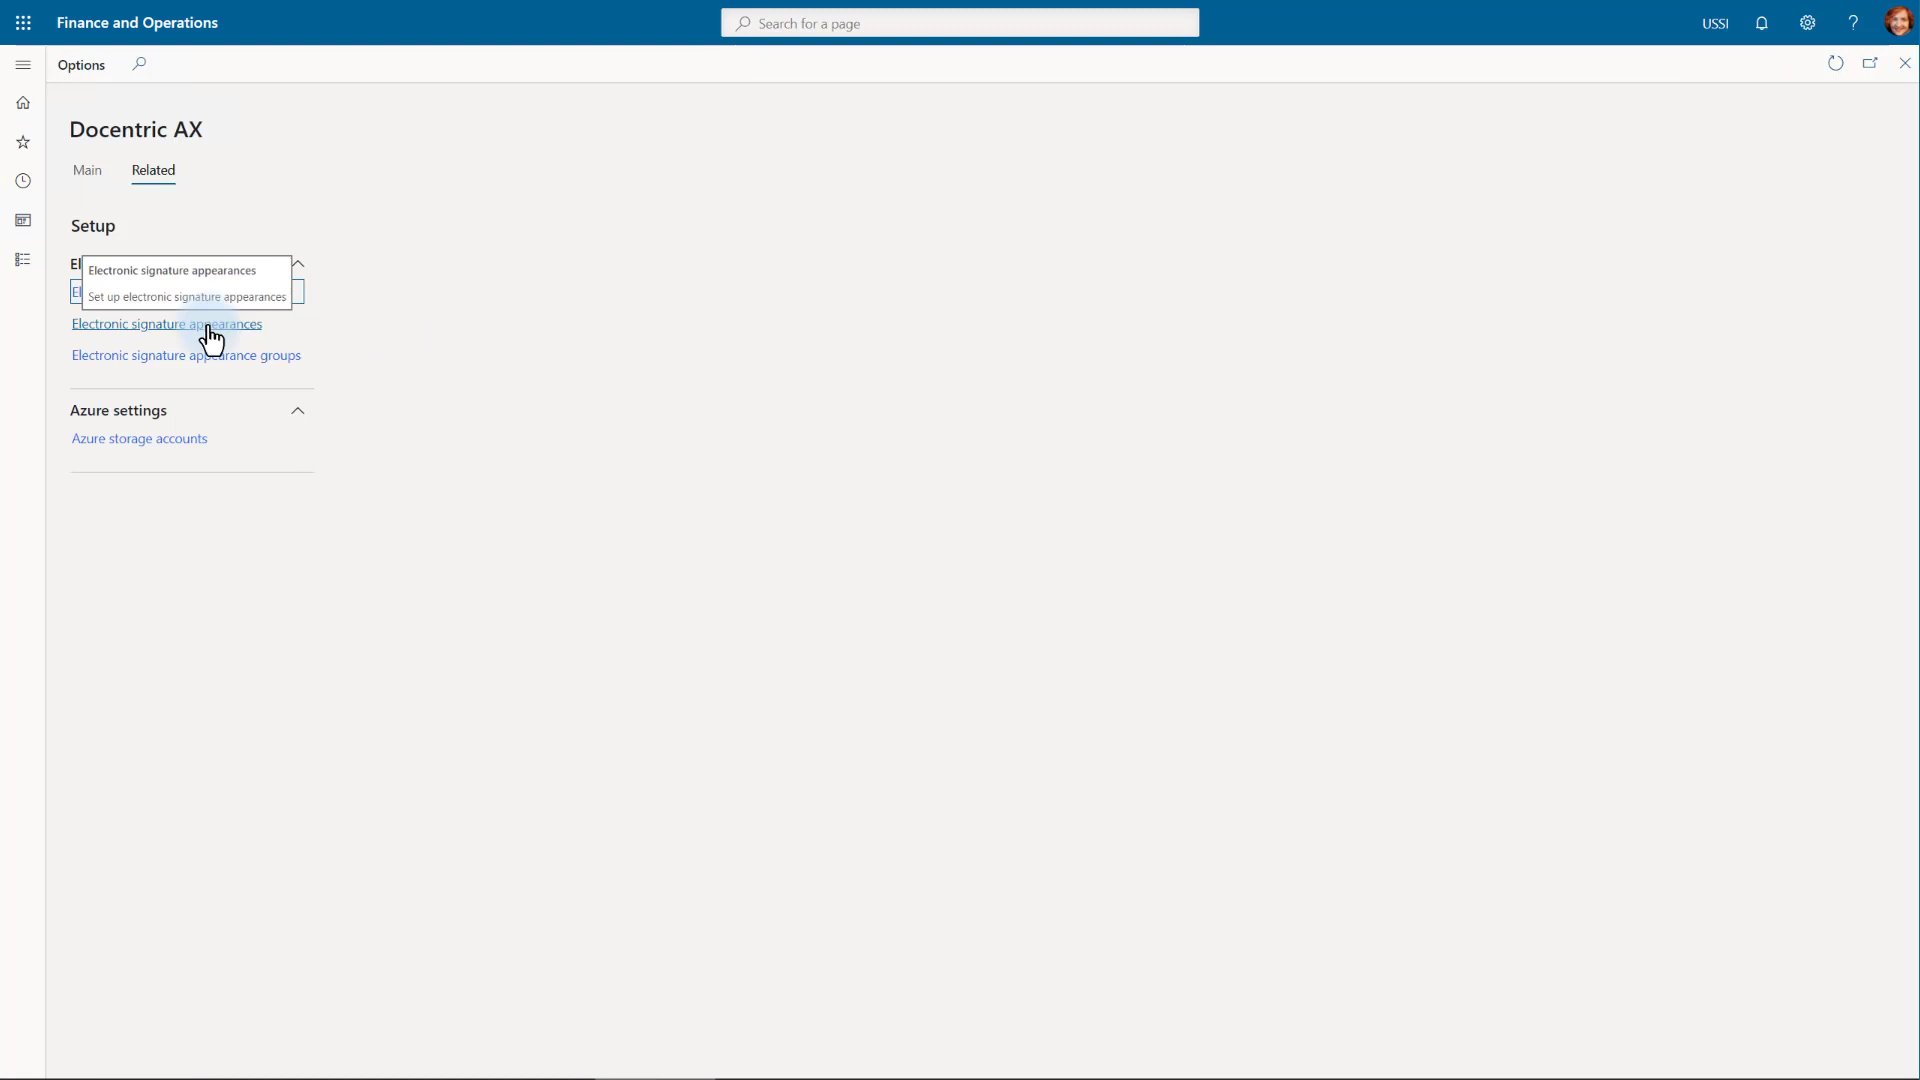 Finance and Operations
Search for a page
USSI
Options
Docentric AX
Main
Related
Setup
El
Electronic signature appearances
El
Set up electronic signature appearances
Electronic signature appearances
Electronic signature appearance groups
Azure settings
Azure storage accounts